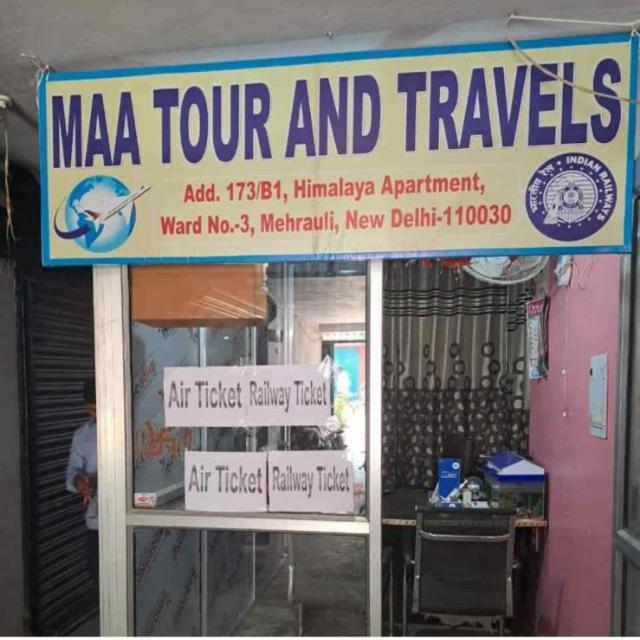 MAA TOUR AND TRAVELS
Add. 173/B1, Himalaya Apartment,
Ward No.-3, Mehrauli, New Delhi-110030
भारतीय रेल • INDIAN RAILWAYS
Air Ticket Railway Ticket
Air Ticket Railway Ticket